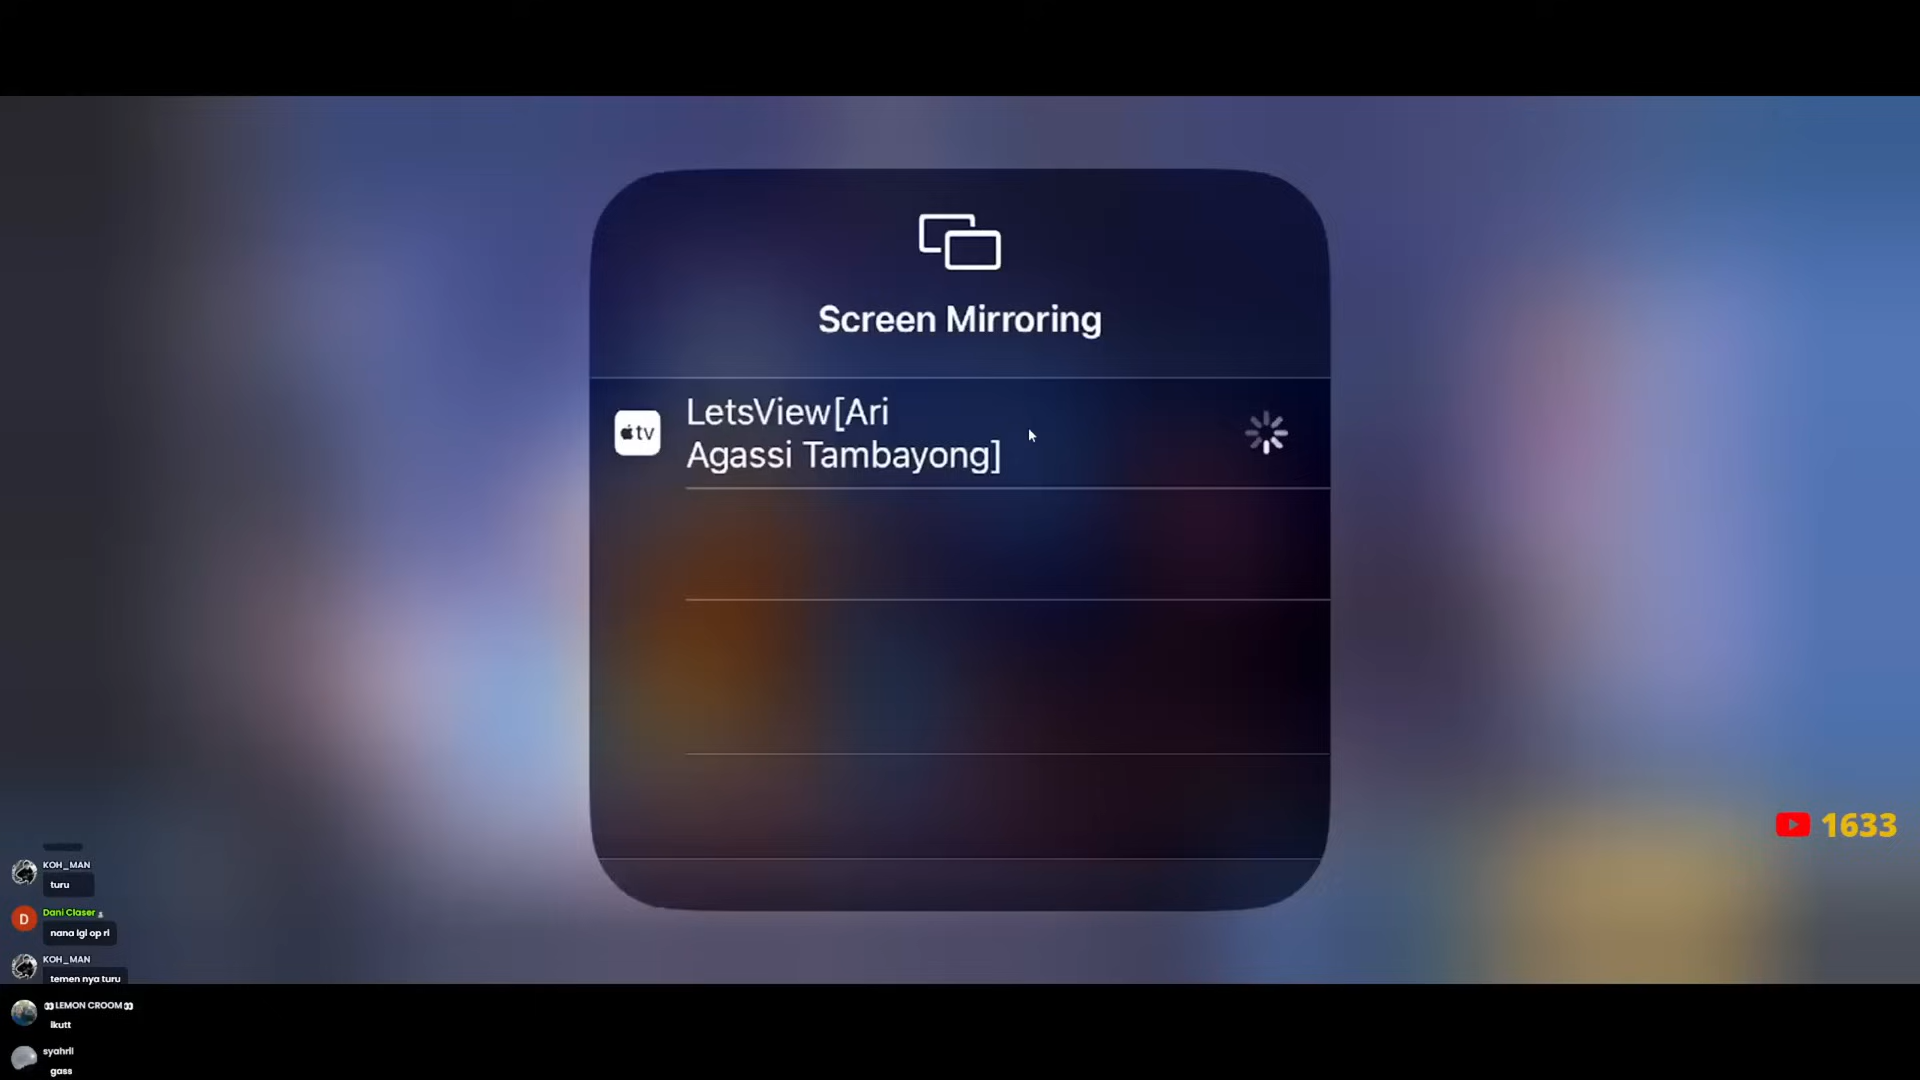 Screen Mirroring
tv
LetsView[Ari
Agassi Tambayong]
1633
KOH_MAN
turu
Dani Claser
D
nana lgi op ri
KOH_MAN
temen nya turu
LEMON CROOM
ikutt
syahril
gass